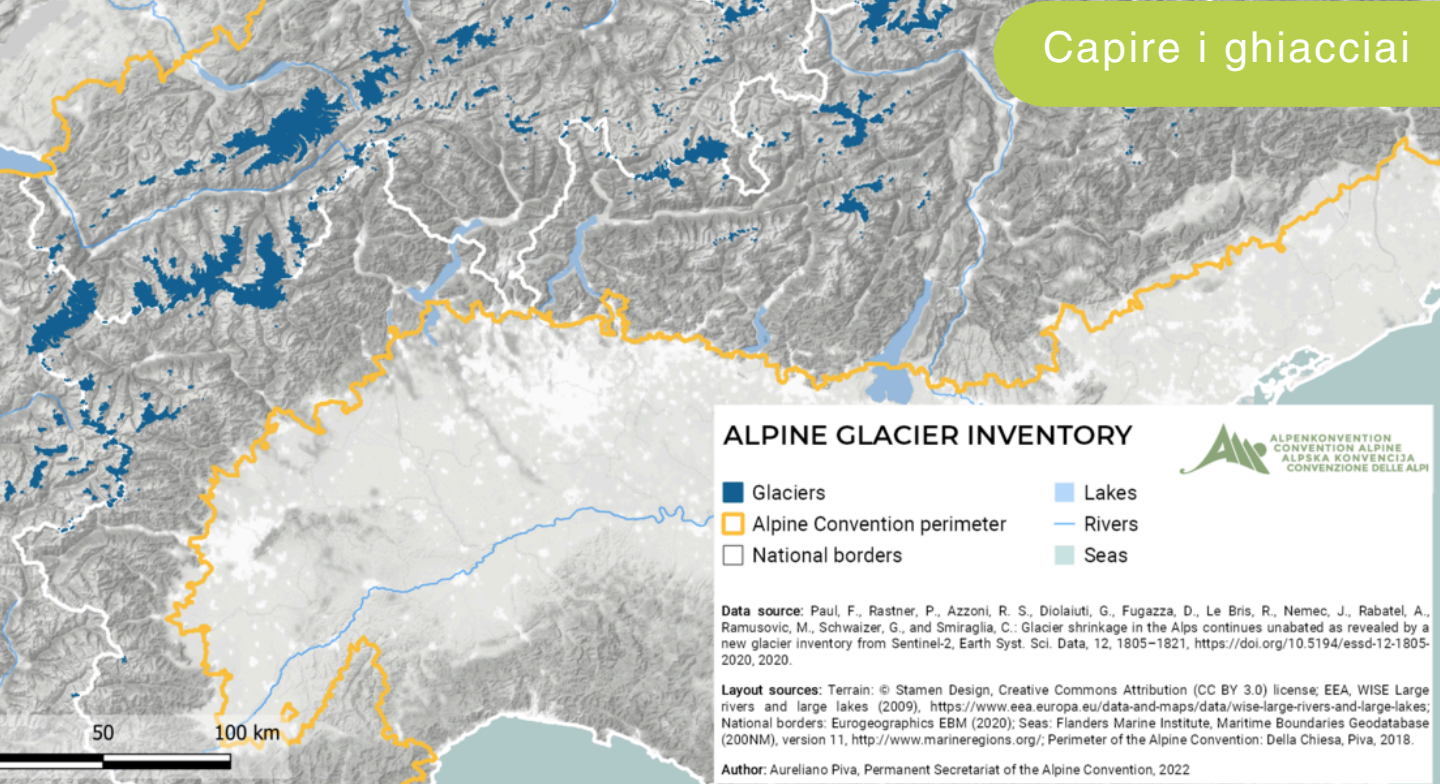 Capire i ghiacciai
ALPINE GLACIER INVENTORY
ALPENKONVENTION
CONVENTION ALPINE
ALPSKA KONVENCIJA
CONVENZIONE DELLE ALPI
Glaciers
Lakes
Alpine Convention perimeter
Rivers
National borders
Seas
Data source: Paul, F., Rastner, P., Azzoni, R. S., Diolaiuti, G., Fugazza, D., Le Bris, R., Nemec, J., Rabatel, A.,
Ramusovic, M., Schwaizer, G., and Smiraglia, C.: Glacier shrinkage in the Alps continues unabated as revealed by a
new glacier inventory from Sentinel-2, Earth Syst. Sci. Data, 12, 1805–1821, https://doi.org/10.5194/essd-12-1805-
2020, 2020.
Layout sources: Terrain: © Stamen Design, Creative Commons Attribution (CC BY 3.0) license; EEA, WISE Large
rivers and large lakes (2009), https://www.eea.europa.eu/data-and-maps/data/wise-large-rivers-and-large-lakes;
National borders: Eurogeographics EBM (2020); Seas: Flanders Marine Institute, Maritime Boundaries Geodatabase
(200NM), version 11, http://www.marineregions.org/; Perimeter of the Alpine Convention: Della Chiesa, Piva, 2018.
Author: Aureliano Piva, Permanent Secretariat of the Alpine Convention, 2022
50
100 km